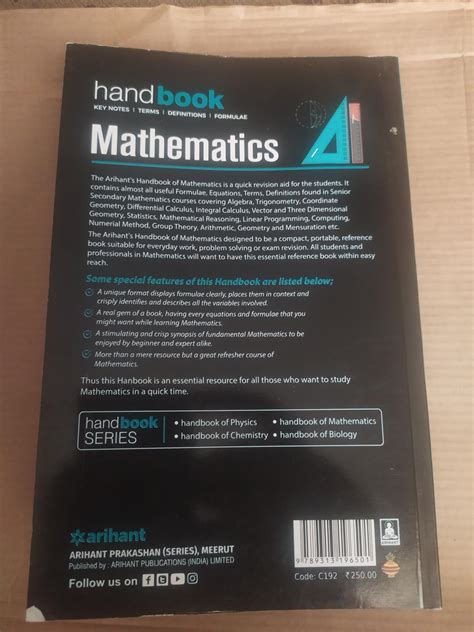 handbook
KEY NOTES | TERMS | DEFINITIONS | FORMULAE
Mathematics
The Arihant's Handbook of Mathematics is a quick revision aid for the students. It
contains almost all useful Formulae, Equations, Terms, Definitions found in Senior
Secondary Mathematics courses covering Algebra, Trigonometry, Coordinate
Geometry, Differential Calculus, Integral Calculus, Vector and Three Dimensional
Geometry, Statistics, Mathematical Reasoning, Linear Programming, Computing,
Numerial Method, Group Theory, Arithmetic, Geometry and Mensuration etc.
The Arihant's Handbook of Mathematics designed to be a compact, portable, reference
book suitable for everyday work, problem solving or exam revision. All students and
professionals in Mathematics will want to have this essential reference book within easy
reach.
Some special features of this Handbook are listed below;
A unique format displays formulae clearly, places them in context and
crisply identifies and describes all the variables involved.
A real gem of a book, having every equations and formulae that you
might want while learning Mathematics.
A stimulating and crisp synopsis of fundamental Mathematics to be
enjoyed by beginner and expert alike.
More than a mere resource but a great refresher course of
Mathematics.
Thus this Hanbook is an essential resource for all those who want to study
Mathematics in a quick time.
handbook
SERIES
• handbook of Physics • handbook of Mathematics
• handbook of Chemistry • handbook of Biology
arihant
ARIHANT PRAKASHAN (SERIES), MEERUT
Published by : ARIHANT PUBLICATIONS (INDIA) LIMITED
Follow us on
9 789313 196501
Code: C192 ₹250.00
ARIHANT